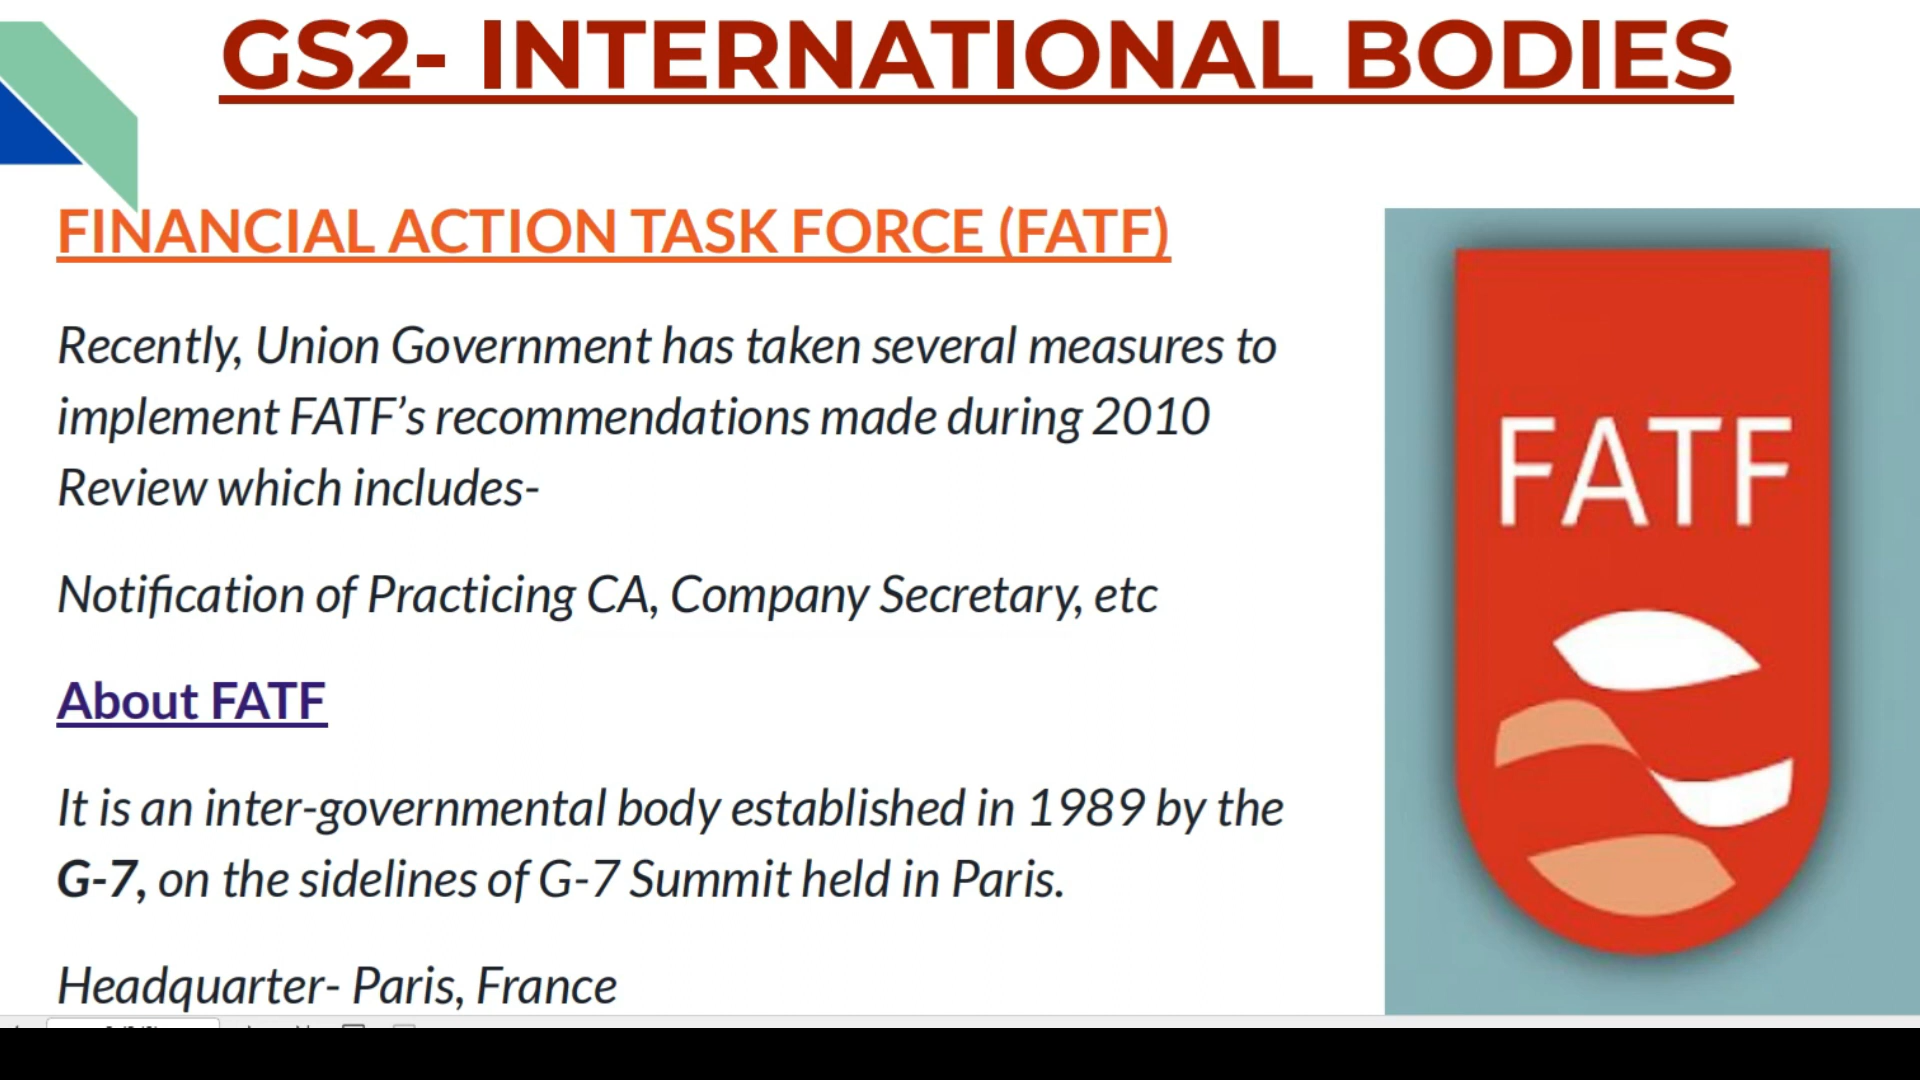 GS2- INTERNATIONAL BODIES
FINANCIAL ACTION TASK FORCE (FATF)
Recently, Union Government has taken several measures to
implement FATF’s recommendations made during 2010
Review which includes-
Notification of Practicing CA, Company Secretary, etc
About FATF
It is an inter-governmental body established in 1989 by the
G-7, on the sidelines of G-7 Summit held in Paris.
Headquarter- Paris, France
FATF